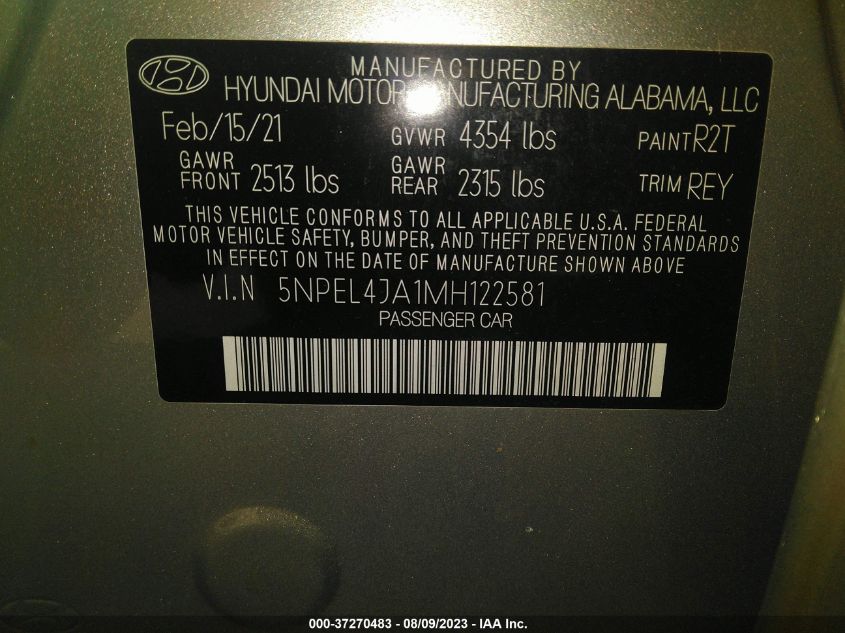 MANUFACTURED BY
HYUNDAI MOTOR MANUFACTURING ALABAMA, LLC
Feb/15/21 GVWR 4354 lbs PAINT R2T
GAWR FRONT 2513 lbs GAWR REAR 2315 lbs TRIM REY
THIS VEHICLE CONFORMS TO ALL APPLICABLE U.S.A. FEDERAL
MOTOR VEHICLE SAFETY, BUMPER, AND THEFT PREVENTION STANDARDS
IN EFFECT ON THE DATE OF MANUFACTURE SHOWN ABOVE
V.I.N 5NPEL4JA1MH122581
PASSENGER CAR
000-37270483 - 08/09/2023 - IAA Inc.